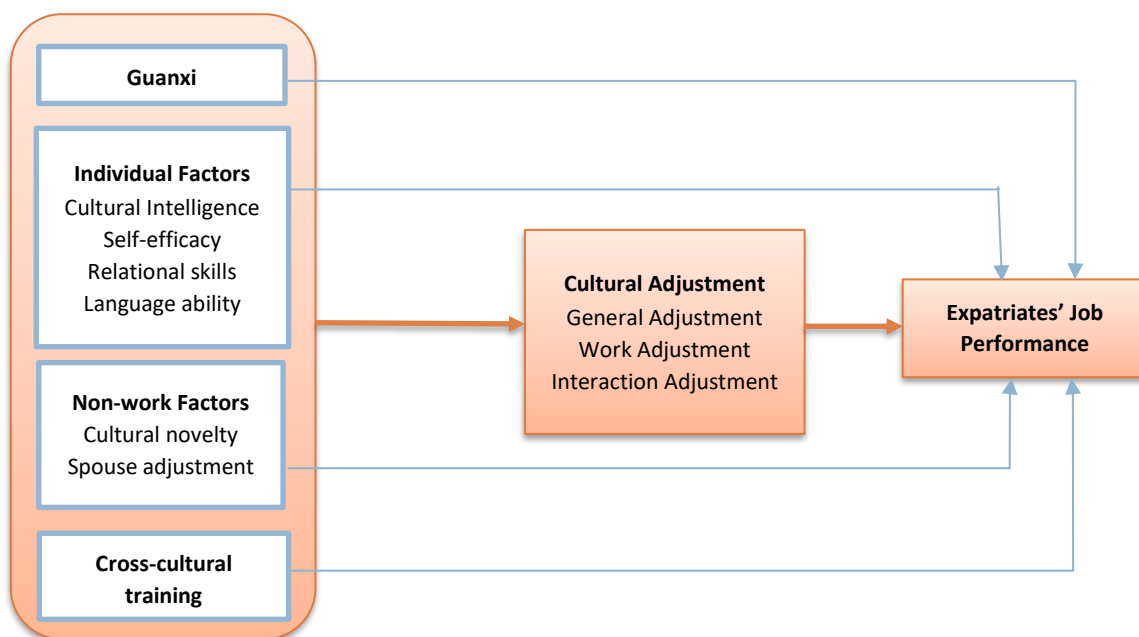 Guanxi
Individual Factors
Cultural Intelligence
Self-efficacy
Relational skills
Language ability
Non-work Factors
Cultural novelty
Spouse adjustment
Cross-cultural
training
Cultural Adjustment
General Adjustment
Work Adjustment
Interaction Adjustment
Expatriates’ Job
Performance